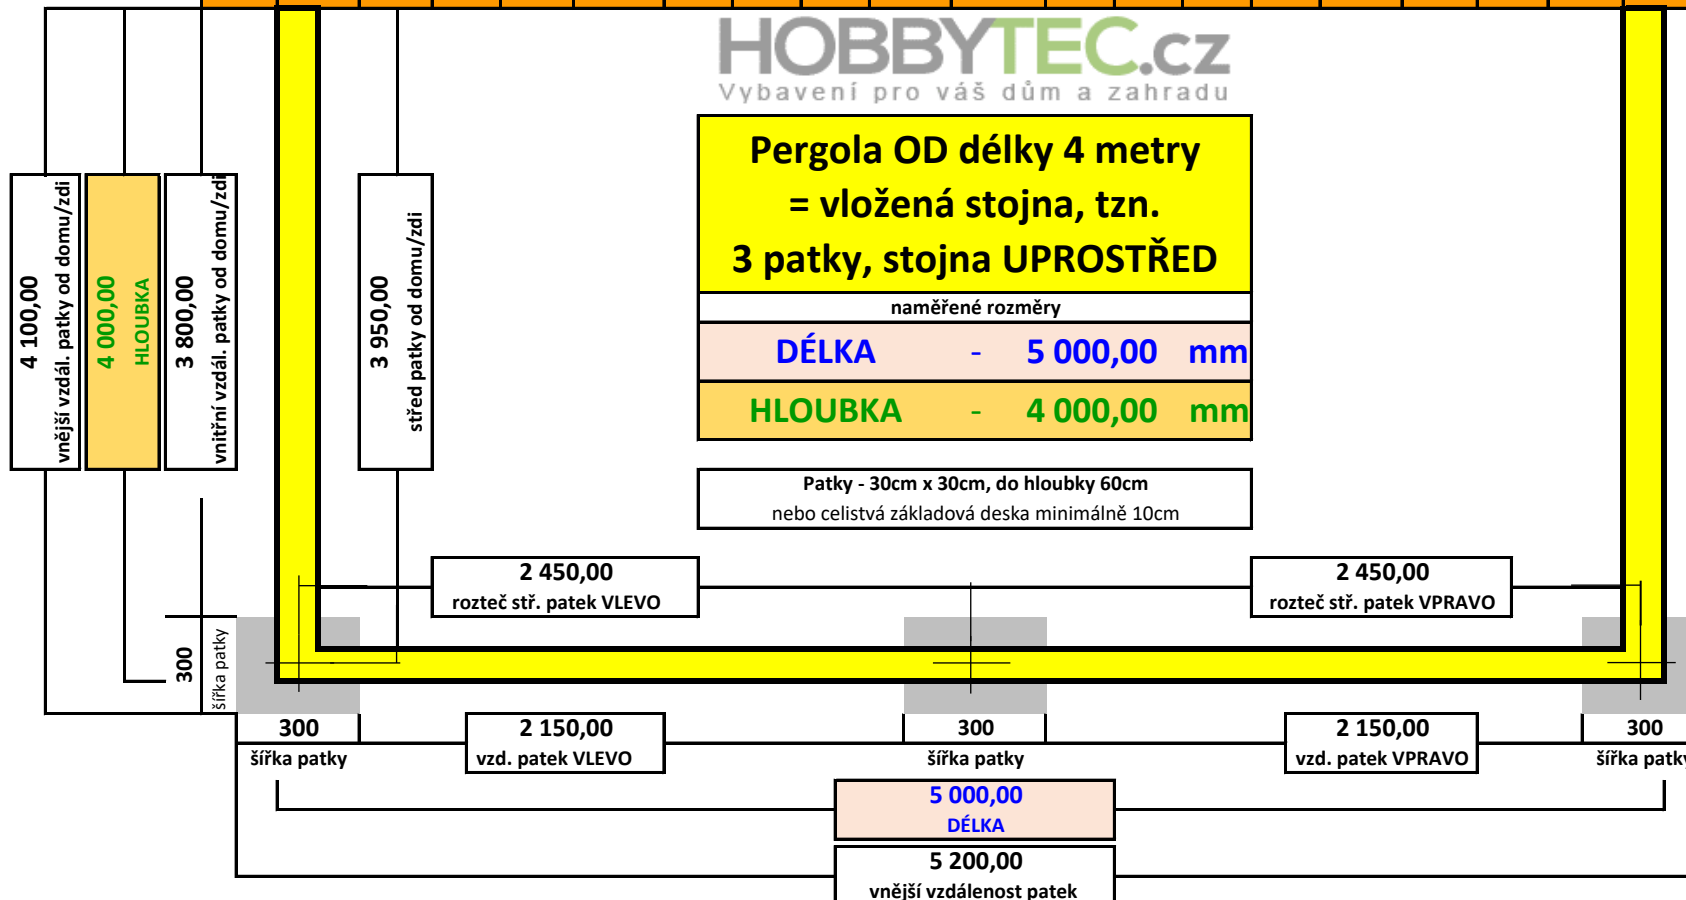 HOBBYTEC.cz
Vybavení pro váš dům a zahradu
Pergola OD délky 4 metry
= vložená stojna, tzn.
3 patky, stojna UPROSTŘED
naměřené rozměry
DÉLKA - 5 000,00 mm
HLOUBKA - 4 000,00 mm
Patky - 30cm x 30cm, do hloubky 60cm
nebo celistvá základová deska minimálně 10cm
4 100,00
vnější vzdál. patky od domu/zdi
4 000,00
HLOUBKA
3 800,00
vnitřní vzdál. patky od domu/zdi
3 950,00
střed patky od domu/zdi
2 450,00
rozteč stř. patek VLEVO
2 450,00
rozteč stř. patek VPRAVO
300
šířka patky
300
šířka patky
2 150,00
vzd. patek VLEVO
300
šířka patky
2 150,00
vzd. patek VPRAVO
300
šířka patky
5 000,00
DÉLKA
5 200,00
vnější vzdálenost patek